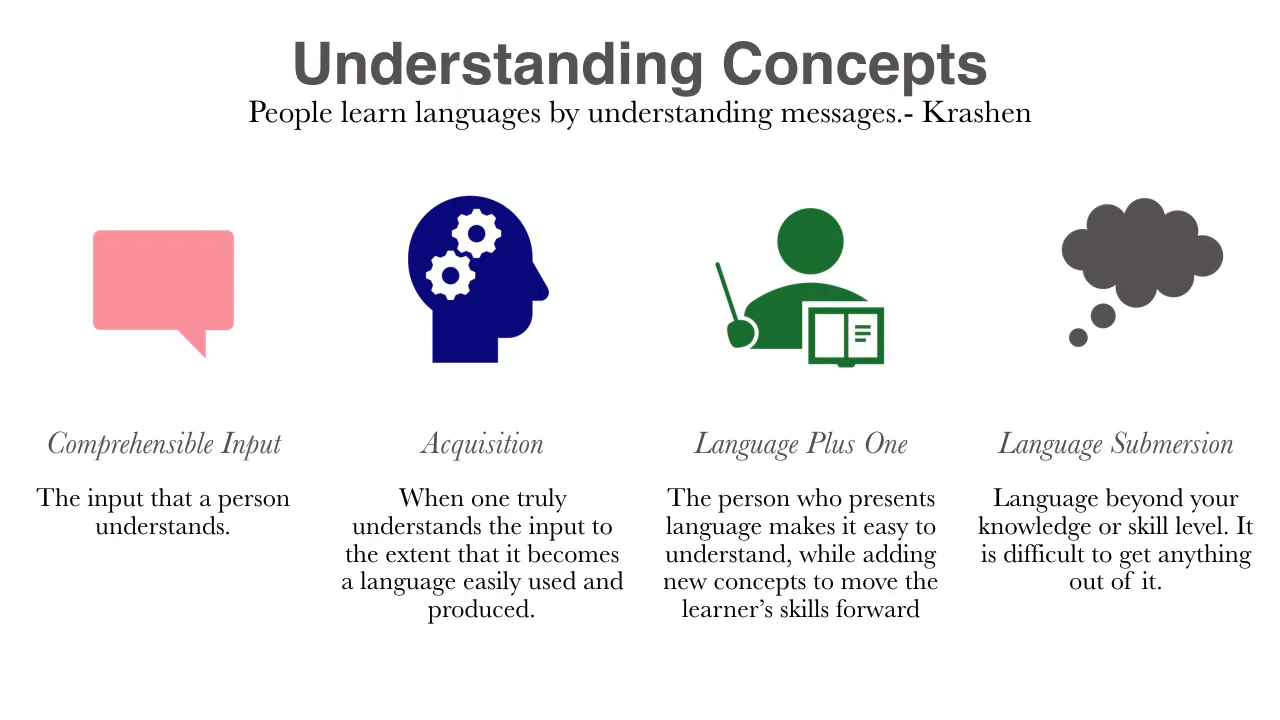 Understanding Concepts
People learn languages by understanding messages.- Krashen
Comprehensible Input
The input that a person
understands.
Acquisition
When one truly
understands the input to
the extent that it becomes
a language easily used and
produced.
Language Plus One
The person who presents
language makes it easy to
understand, while adding
new concepts to move the
learner’s skills forward
Language Submersion
Language beyond your
knowledge or skill level. It
is difficult to get anything
out of it.